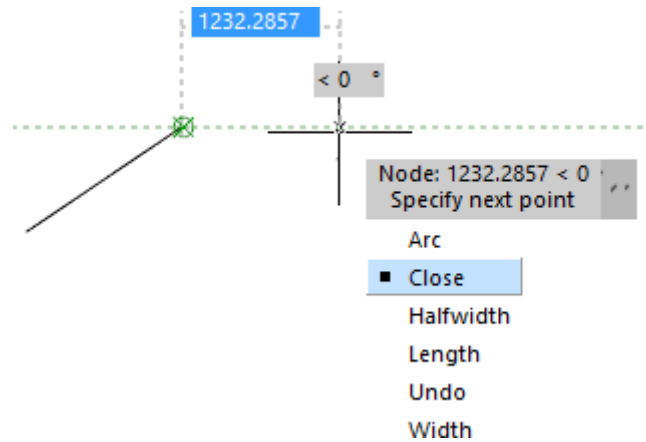 1232.2857
< 0 °
Node: 1232.2857 < 0
Specify next point
Arc
Close
Halfwidth
Length
Undo
Width